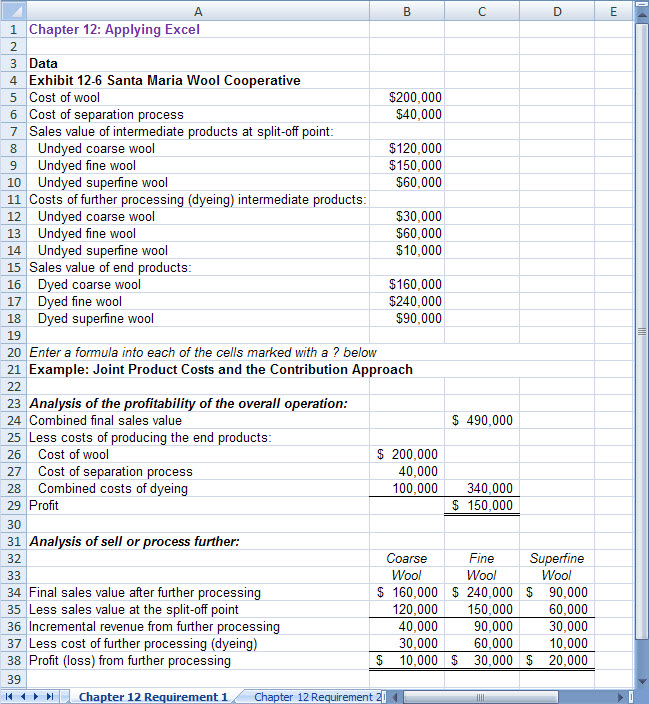 A B C D E
1 Chapter 12: Applying Excel
2
3 Data
4 Exhibit 12-6 Santa Maria Wool Cooperative
5 Cost of wool $200,000
6 Cost of separation process $40,000
7 Sales value of intermediate products at split-off point:
8 Undyed coarse wool $120,000
9 Undyed fine wool $150,000
10 Undyed superfine wool $60,000
11 Costs of further processing (dyeing) intermediate products:
12 Undyed coarse wool $30,000
13 Undyed fine wool $60,000
14 Undyed superfine wool $10,000
15 Sales value of end products:
16 Dyed coarse wool $160,000
17 Dyed fine wool $240,000
18 Dyed superfine wool $90,000
19
20 Enter a formula into each of the cells marked with a ? below
21 Example: Joint Product Costs and the Contribution Approach
22
23 Analysis of the profitability of the overall operation:
24 Combined final sales value $ 490,000
25 Less costs of producing the end products:
26 Cost of wool $ 200,000
27 Cost of separation process 40,000
28 Combined costs of dyeing 100,000 340,000
29 Profit $ 150,000
30
31 Analysis of sell or process further:
32 Coarse Fine Superfine
33 Wool Wool Wool
34 Final sales value after further processing $ 160,000 $ 240,000 $ 90,000
35 Less sales value at the split-off point 120,000 150,000 60,000
36 Incremental revenue from further processing 40,000 90,000 30,000
37 Less cost of further processing (dyeing) 30,000 60,000 10,000
38 Profit (loss) from further processing $ 10,000 $ 30,000 $ 20,000
39
Chapter 12 Requirement 1 Chapter 12 Requirement 2